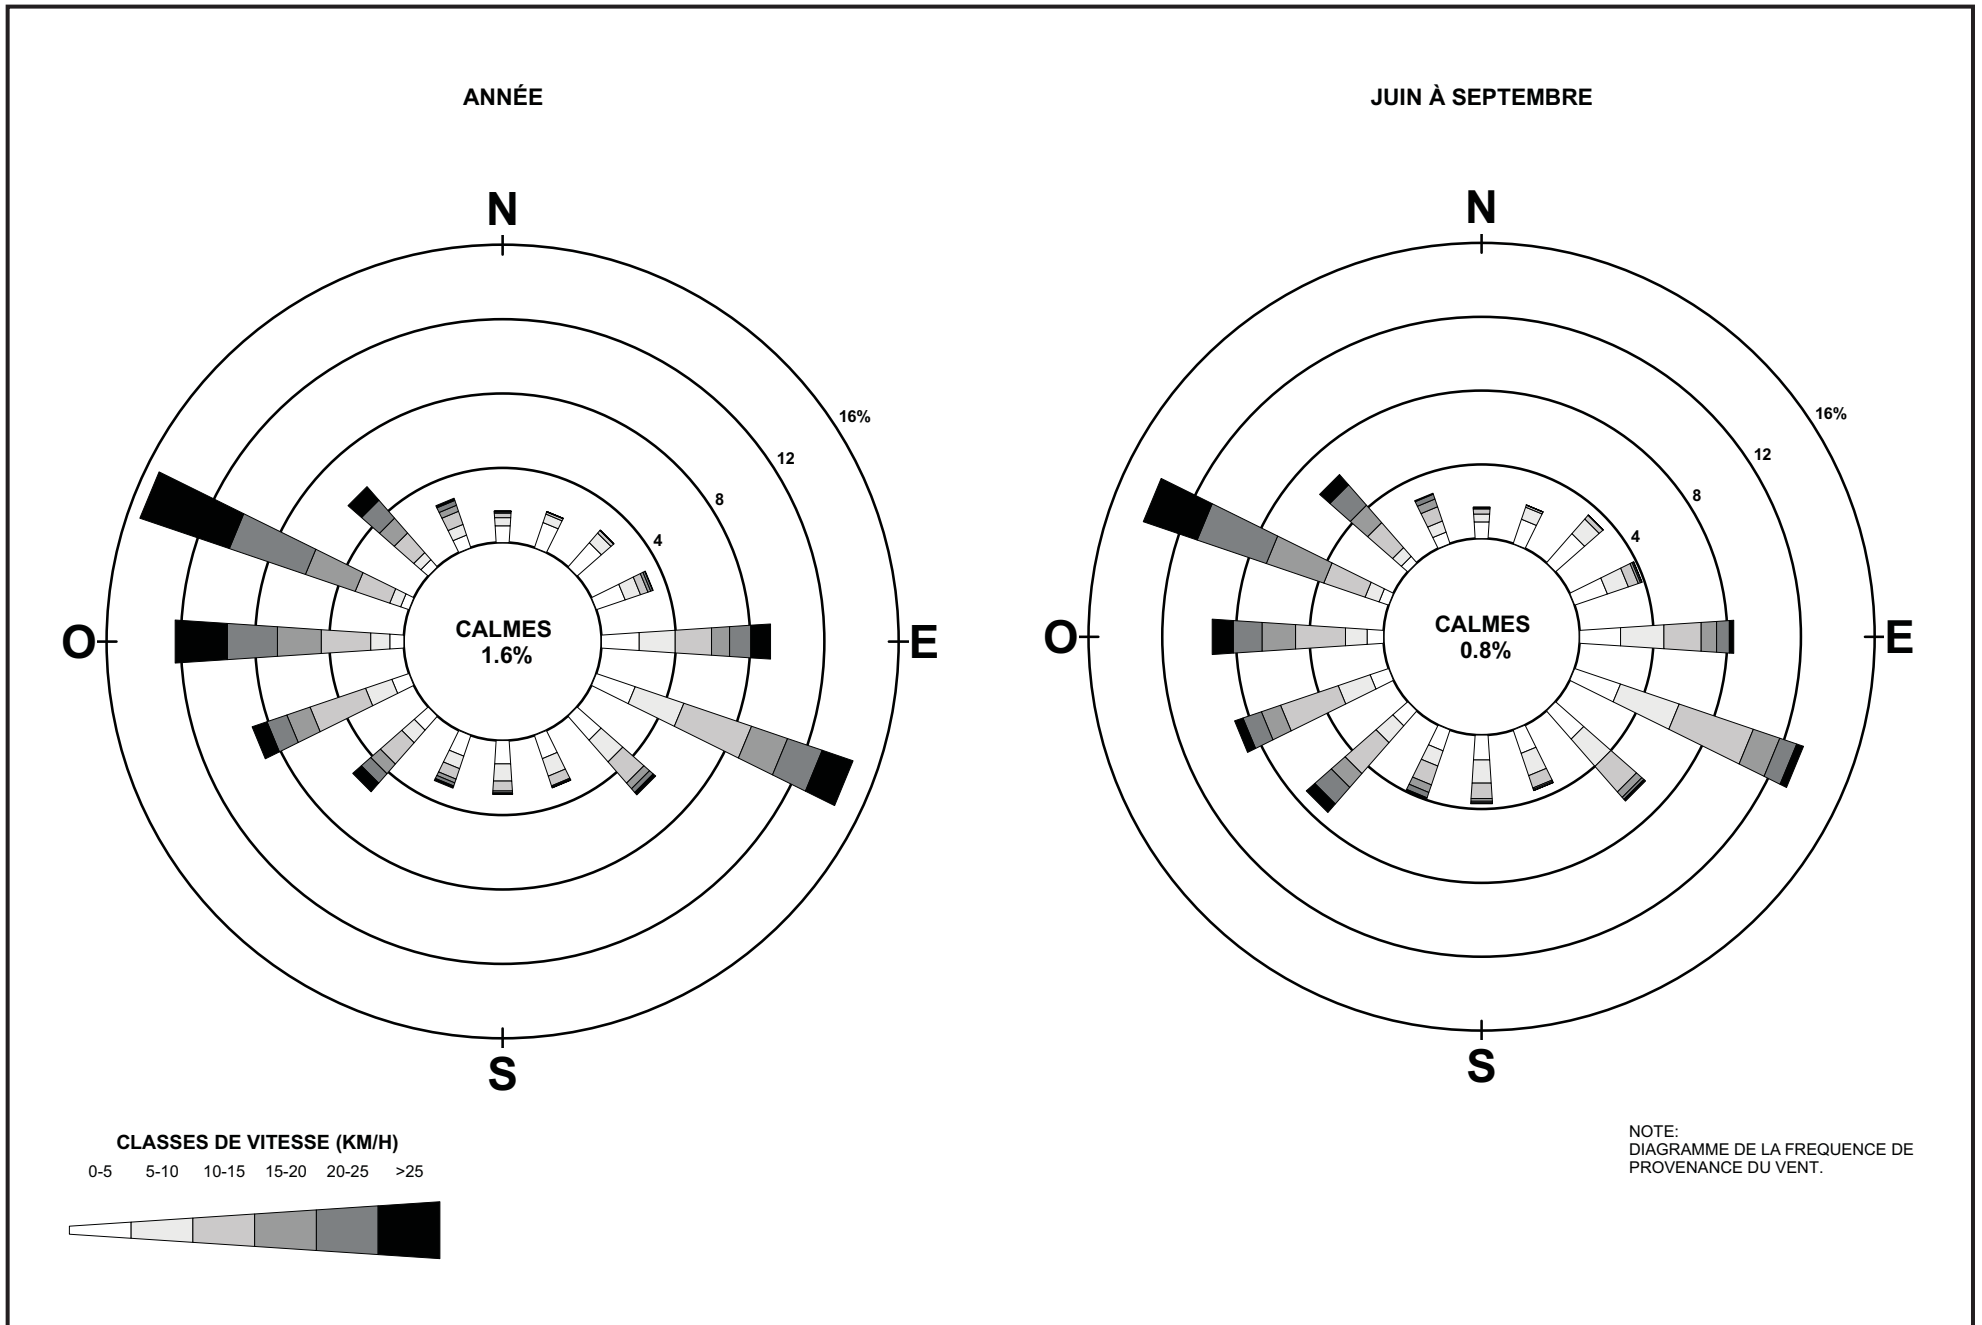 ANNÉE
JUIN À SEPTEMBRE
N
16%
12
8
4
O
CALMES
1.6%
E
S
N
16%
12
8
4
O
CALMES
0.8%
E
S
CLASSES DE VITESSE (KM/H)
0-5 5-10 10-15 15-20 20-25 >25
NOTE:
DIAGRAMME DE LA FREQUENCE DE
PROVENANCE DU VENT.